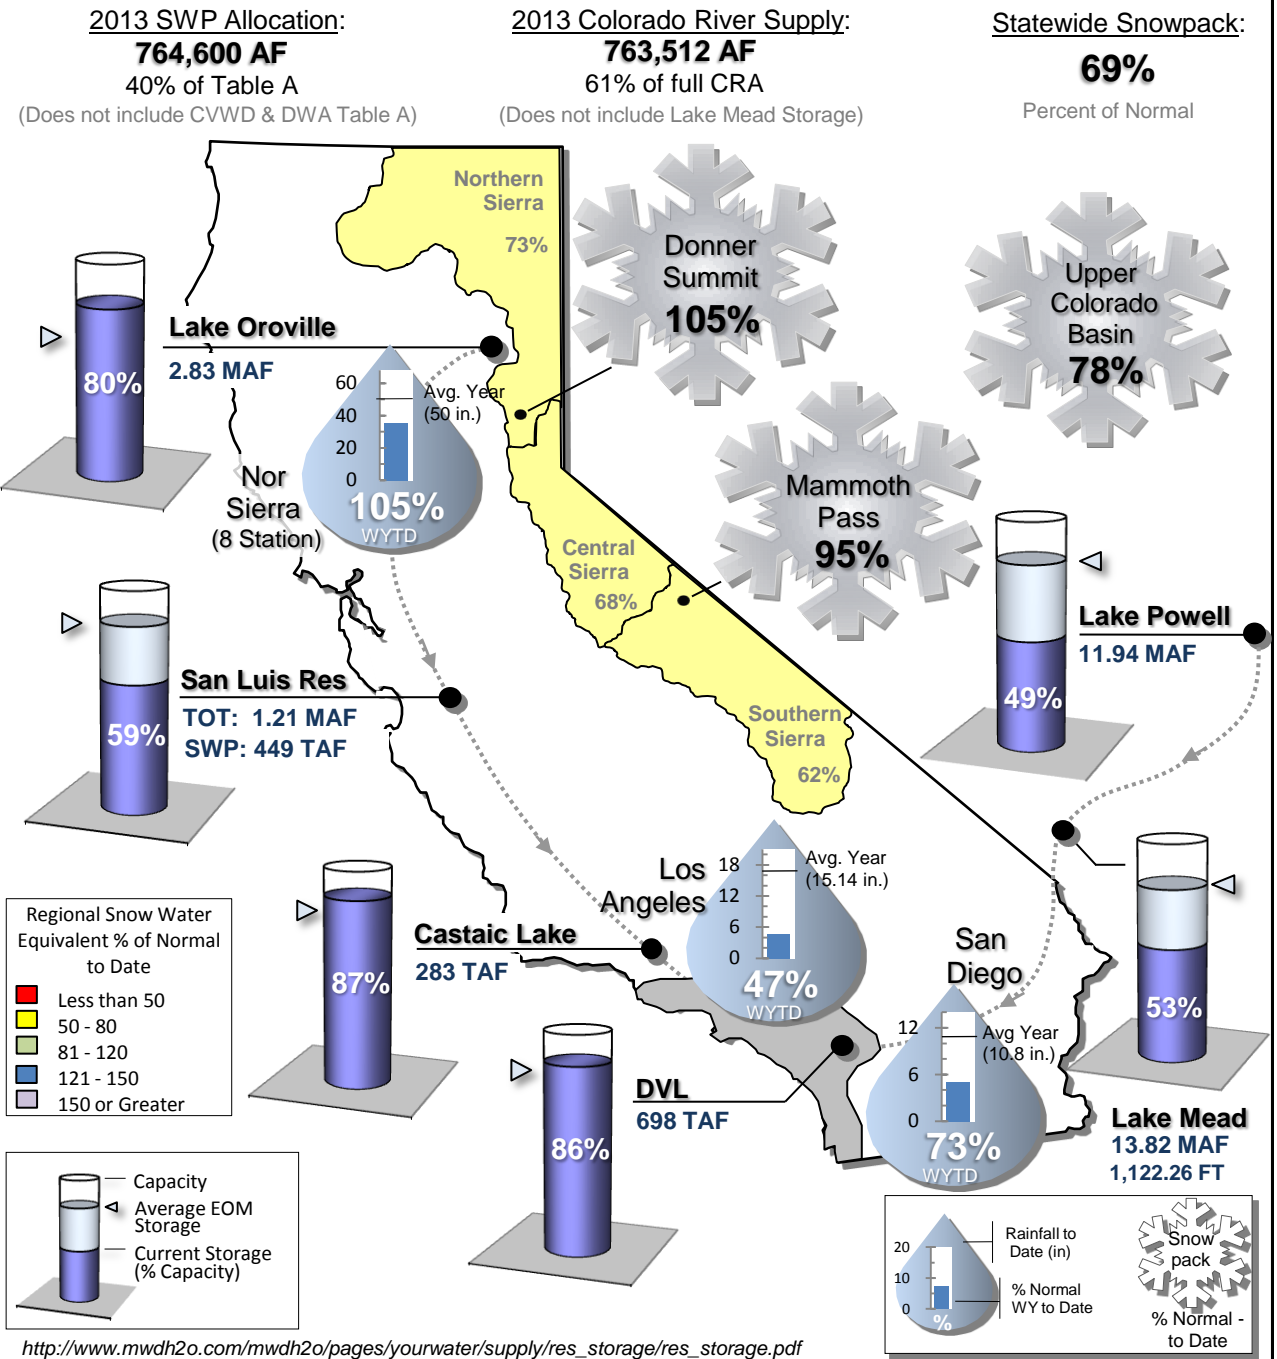 2013 SWP Allocation:
764,600 AF
40% of Table A
(Does not include CVWD & DWA Table A)
2013 Colorado River Supply:
763,512 AF
61% of full CRA
(Does not include Lake Mead Storage)
Statewide Snowpack:
69%
Percent of Normal
Northern
Sierra
73%
Donner
Summit
105%
Upper
Colorado
Basin
78%
Lake Oroville
2.83 MAF
80%
60
40
20
0
Avg. Year
(50 in.)
105%
WYTD
Nor
Sierra
(8 Station)
Mammoth
Pass
95%
Central
Sierra
68%
Lake Powell
11.94 MAF
49%
San Luis Res
TOT: 1.21 MAF
SWP: 449 TAF
59%
Southern
Sierra
62%
Los
Angeles
18
12
6
0
Avg. Year
(15.14 in.)
47%
WYTD
Castaic Lake
283 TAF
87%
San
Diego
12
6
0
Avg Year
(10.8 in.)
73%
WYTD
53%
Lake Mead
13.82 MAF
1,122.26 FT
DVL
698 TAF
86%
Regional Snow Water
Equivalent % of Normal
to Date
Less than 50
50 - 80
81 - 120
121 - 150
150 or Greater
Capacity
Average EOM
Storage
Current Storage
(% Capacity)
20
10
0
%
Rainfall to
Date (in)
% Normal
WY to Date
Snow
pack
% Normal -
to Date
http://www.mwdh2o.com/mwdh2o/pages/yourwater/supply/res_storage/res_storage.pdf